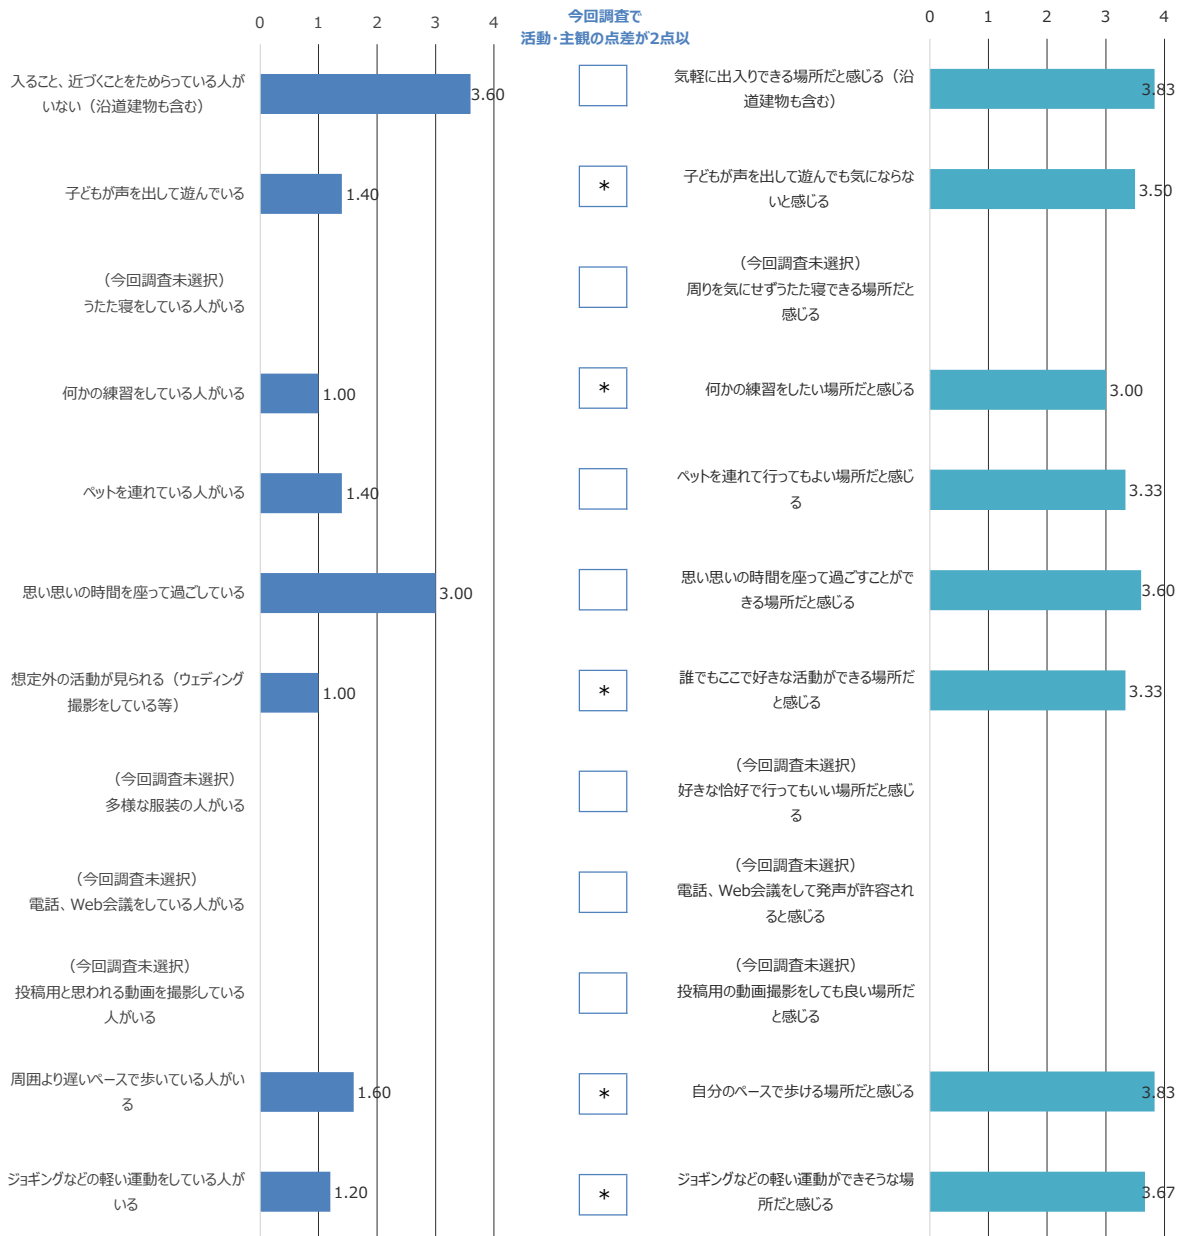 0 1 2 3 4
今回調査で
活動・主観の点差が2点以
0 1 2 3 4
入ること、近づくことをためらっている人が
いない（沿道建物も含む）
3.60
気軽に出入りできる場所だと感じる（沿
道建物も含む）
3.83
子どもが声を出して遊んでいる
1.40
*
子どもが声を出して遊んでも気にならな
いと感じる
3.50
（今回調査未選択）
うたた寝をしている人がいる
（今回調査未選択）
周りを気にせずうたた寝できる場所だと
感じる
何かの練習をしている人がいる
1.00
*
何かの練習をしたい場所だと感じる
3.00
ペットを連れている人がいる
1.40
ペットを連れて行ってもよい場所だと感じ
る
3.33
思い思いの時間を座って過ごしている
3.00
思い思いの時間を座って過ごすことがで
きる場所だと感じる
3.60
想定外の活動が見られる（ウェディング
撮影をしている等）
1.00
*
誰でもここで好きな活動ができる場所だ
と感じる
3.33
（今回調査未選択）
多様な服装の人がいる
（今回調査未選択）
好きな恰好で行ってもいい場所だと感じ
る
（今回調査未選択）
電話、Web会議をしている人がいる
（今回調査未選択）
電話、Web会議をして発声が許容され
ると感じる
（今回調査未選択）
投稿用と思われる動画を撮影している
人がいる
（今回調査未選択）
投稿用の動画撮影をしても良い場所だ
と感じる
周囲より遅いペースで歩いている人がい
る
1.60
*
自分のペースで歩ける場所だと感じる
3.83
ジョギングなどの軽い運動をしている人が
いる
1.20
*
ジョギングなどの軽い運動ができそうな場
所だと感じる
3.67